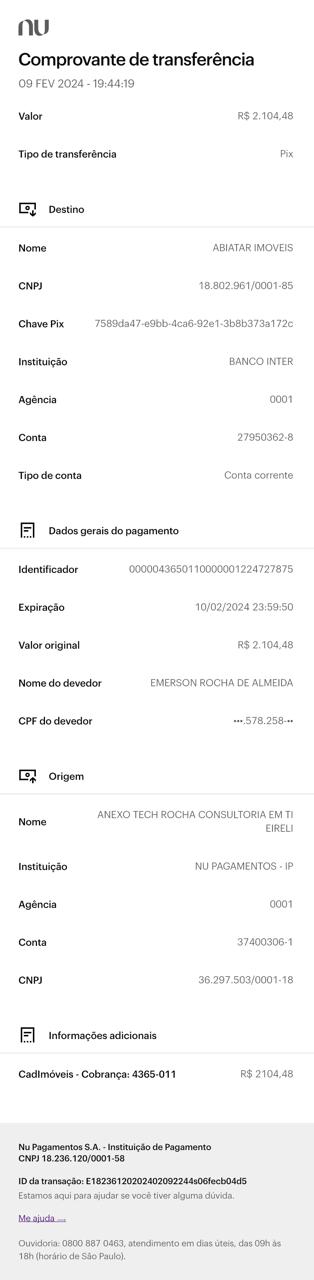 nu
Comprovante de transferência
09 FEV 2024 - 19:44:19
Valor R$ 2.104,48
Tipo de transferência Pix
Destino
Nome ABIATAR IMOVEIS
CNPJ 18.802.961/0001-85
Chave Pix 7589da47-e9bb-4ca6-92e1-3b8b373a172c
Instituição BANCO INTER
Agência 0001
Conta 27950362-8
Tipo de conta Conta corrente
Dados gerais do pagamento
Identificador 0000043650110000001224727875
Expiração 10/02/2024 23:59:50
Valor original R$ 2.104,48
Nome do devedor EMERSON ROCHA DE ALMEIDA
CPF do devedor •••.578.258-••
Origem
Nome ANEXO TECH ROCHA CONSULTORIA EM TI
EIRELI
Instituição NU PAGAMENTOS - IP
Agência 0001
Conta 37400306-1
CNPJ 36.297.503/0001-18
Informações adicionais
CadImóveis - Cobrança: 4365-011 R$ 2104,48
Nu Pagamentos S.A. - Instituição de Pagamento
CNPJ 18.236.120/0001-58
ID da transação: E18236120202402092244s06fecb04d5
Estamos aqui para ajudar se você tiver alguma dúvida.
Me ajuda
Ouvidoria: 0800 887 0463, atendimento em dias úteis, das 09h às
18h (horário de São Paulo).